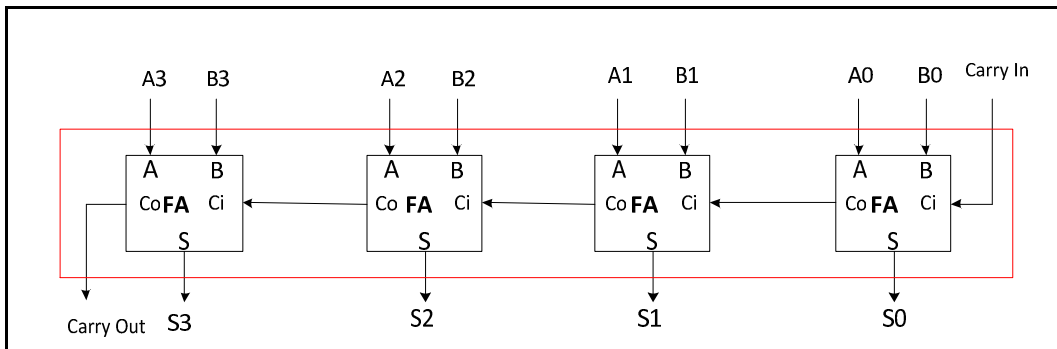 A3 B3 A2 B2 A1 B1 A0 B0 Carry In
A B A B A B A B
Co FA Ci Co FA Ci Co FA Ci Co FA Ci
S S S S
Carry Out S3 S2 S1 S0